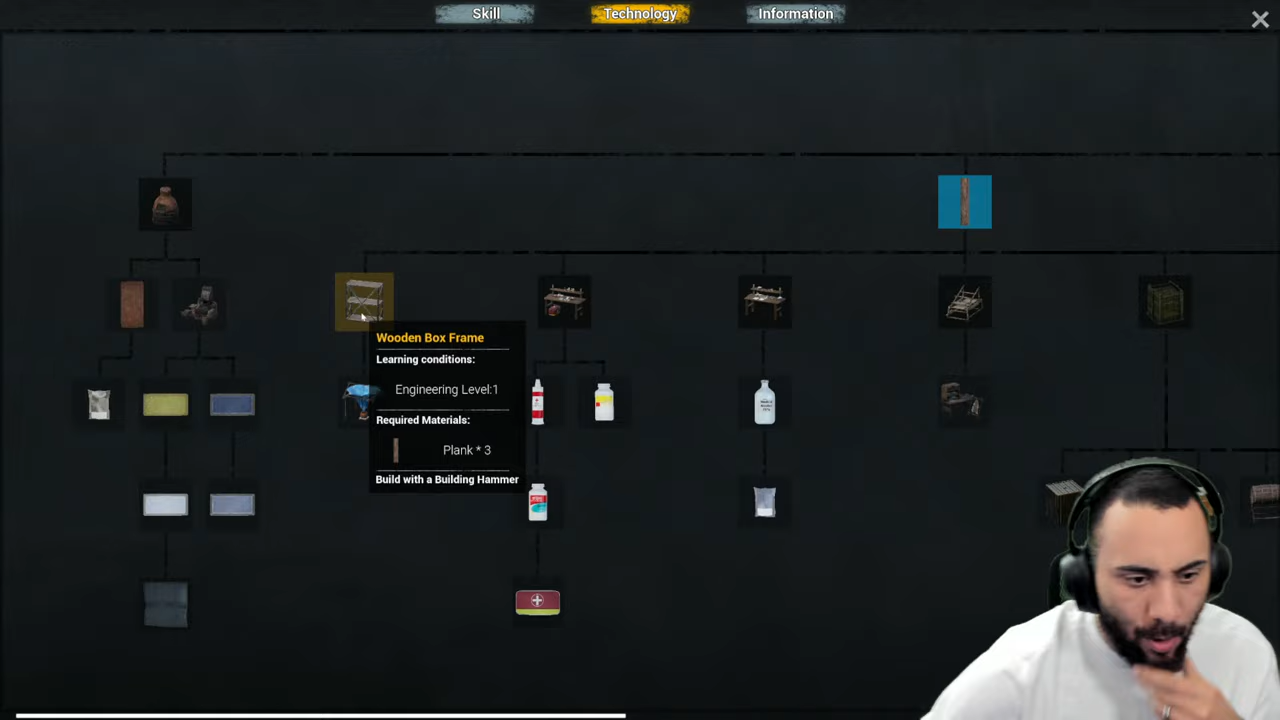 Skill
Technology
Information
Wooden Box Frame
Learning conditions:
Engineering Level:1
Required Materials:
Plank * 3
Build with a Building Hammer